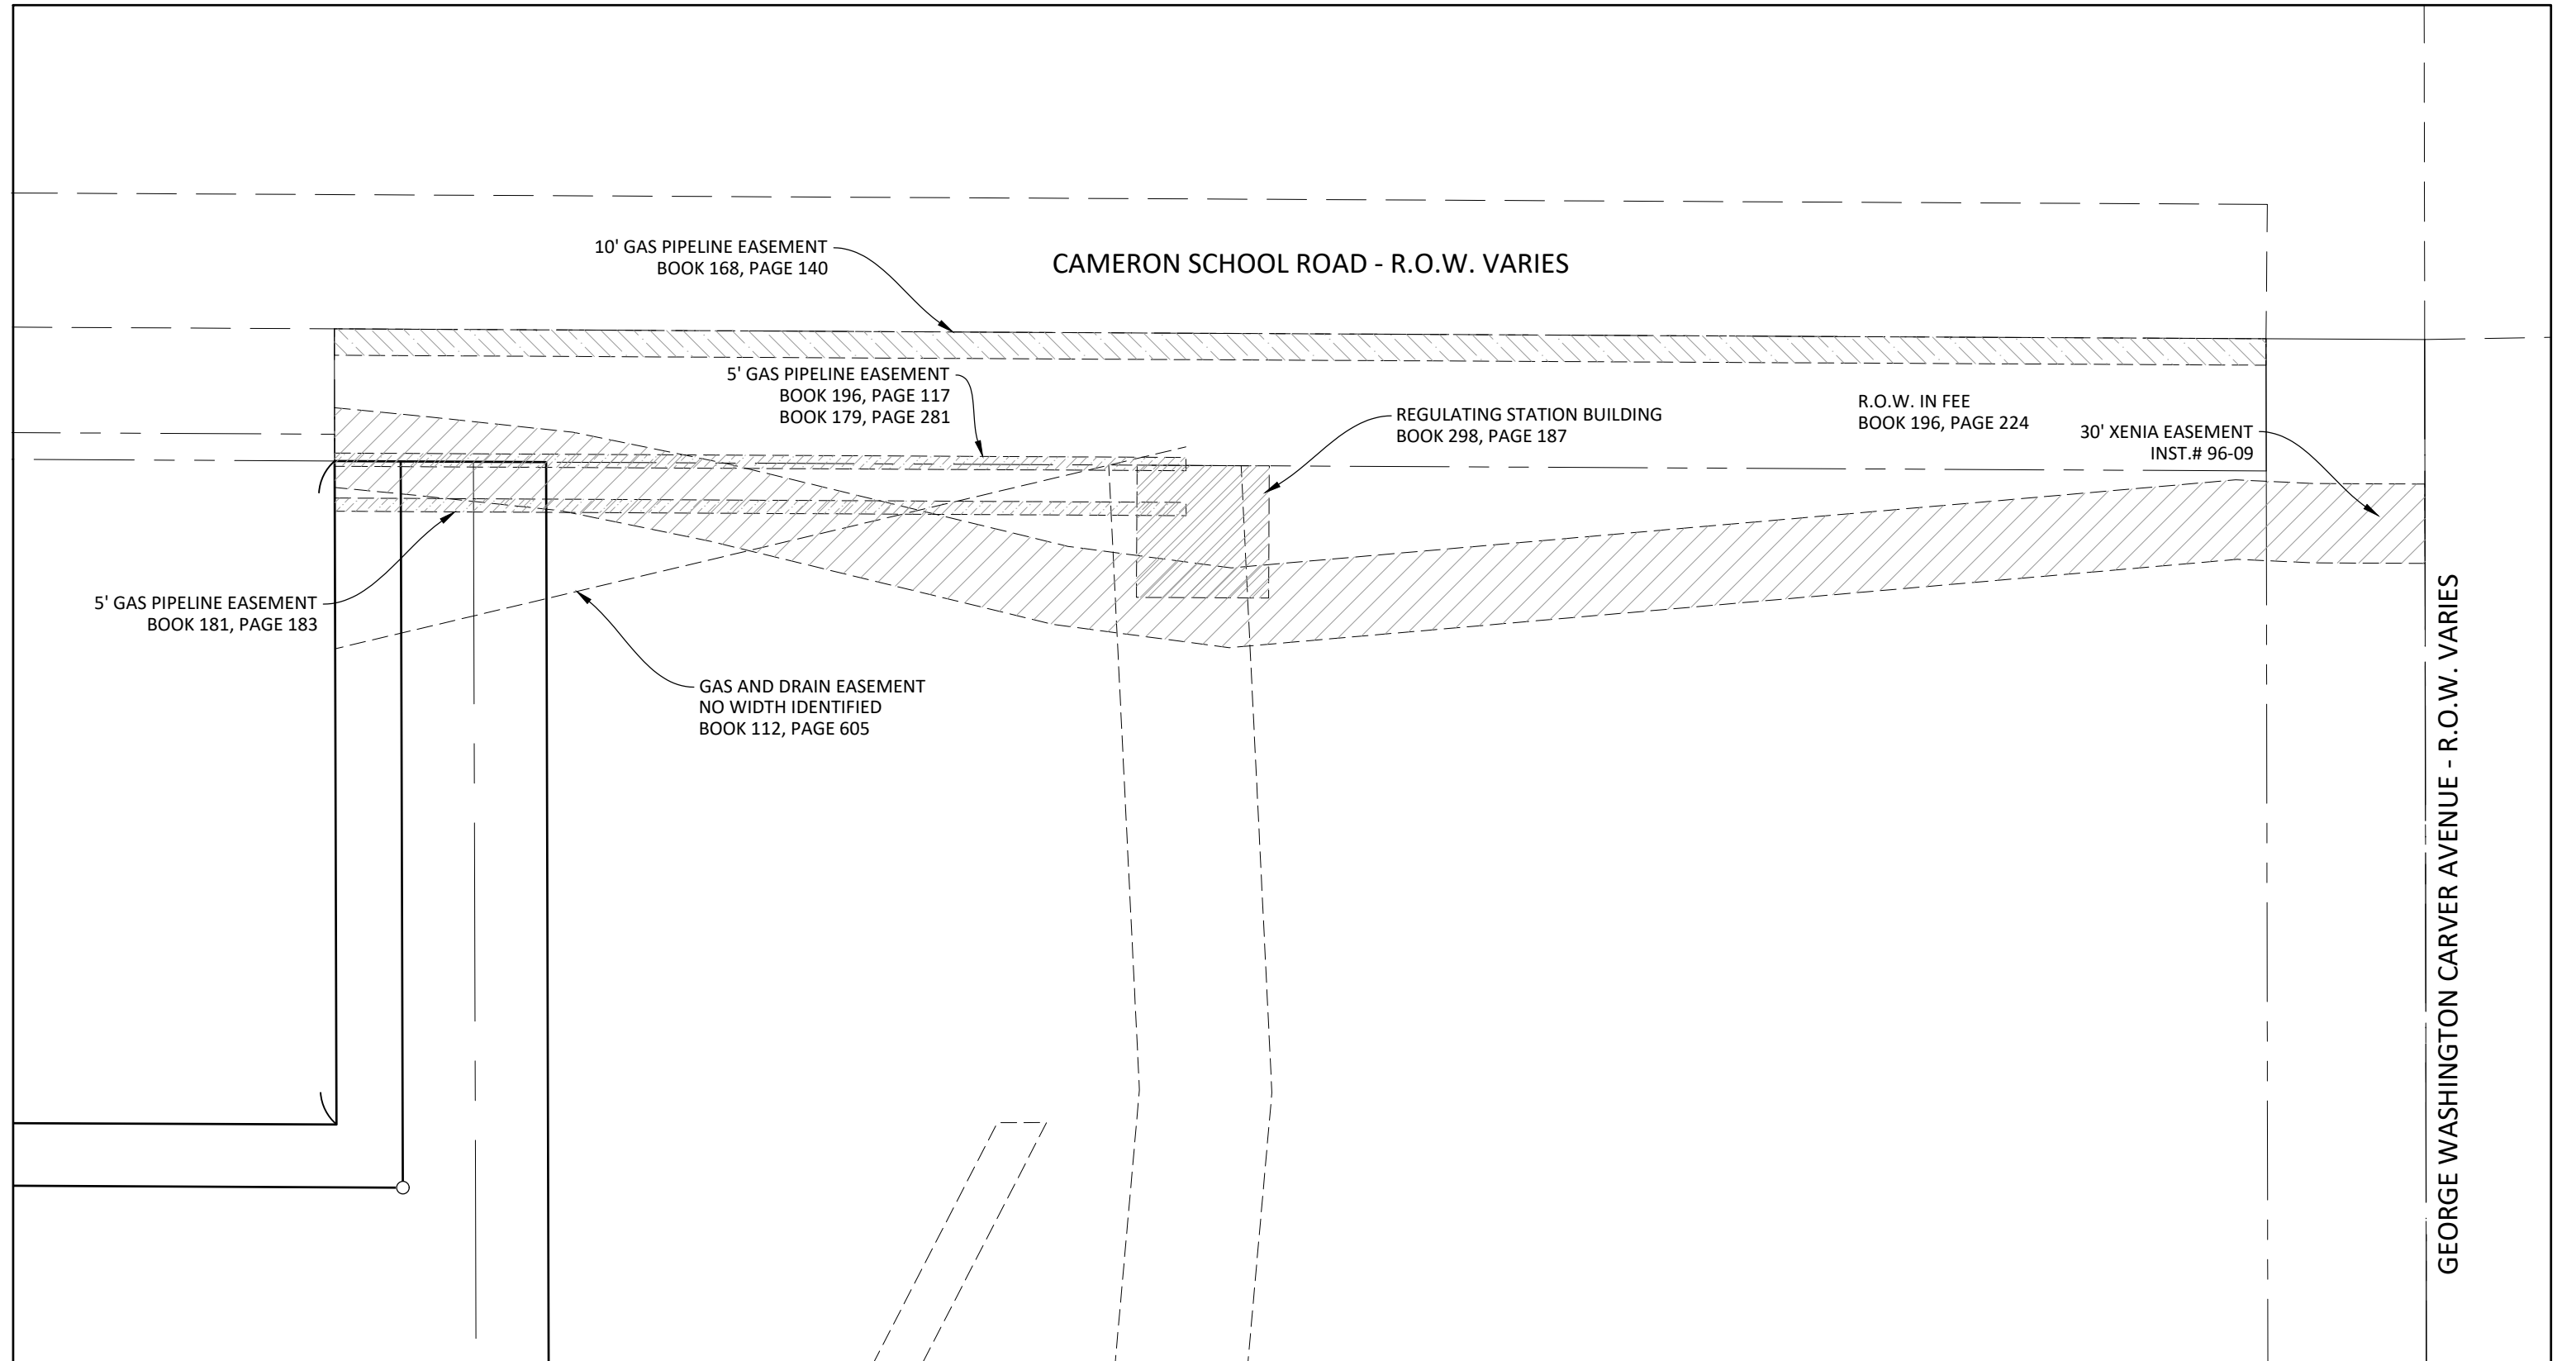 10' GAS PIPELINE EASEMENT
BOOK 168, PAGE 140
CAMERON SCHOOL ROAD - R.O.W. VARIES
5' GAS PIPELINE EASEMENT
BOOK 196, PAGE 117
BOOK 179, PAGE 281
REGULATING STATION BUILDING
BOOK 298, PAGE 187
R.O.W. IN FEE
BOOK 196, PAGE 224
30' XENIA EASEMENT
INST.# 96-09
5' GAS PIPELINE EASEMENT
BOOK 181, PAGE 183
GAS AND DRAIN EASEMENT
NO WIDTH IDENTIFIED
BOOK 112, PAGE 605
GEORGE WASHINGTON CARVER AVENUE - R.O.W. VARIES